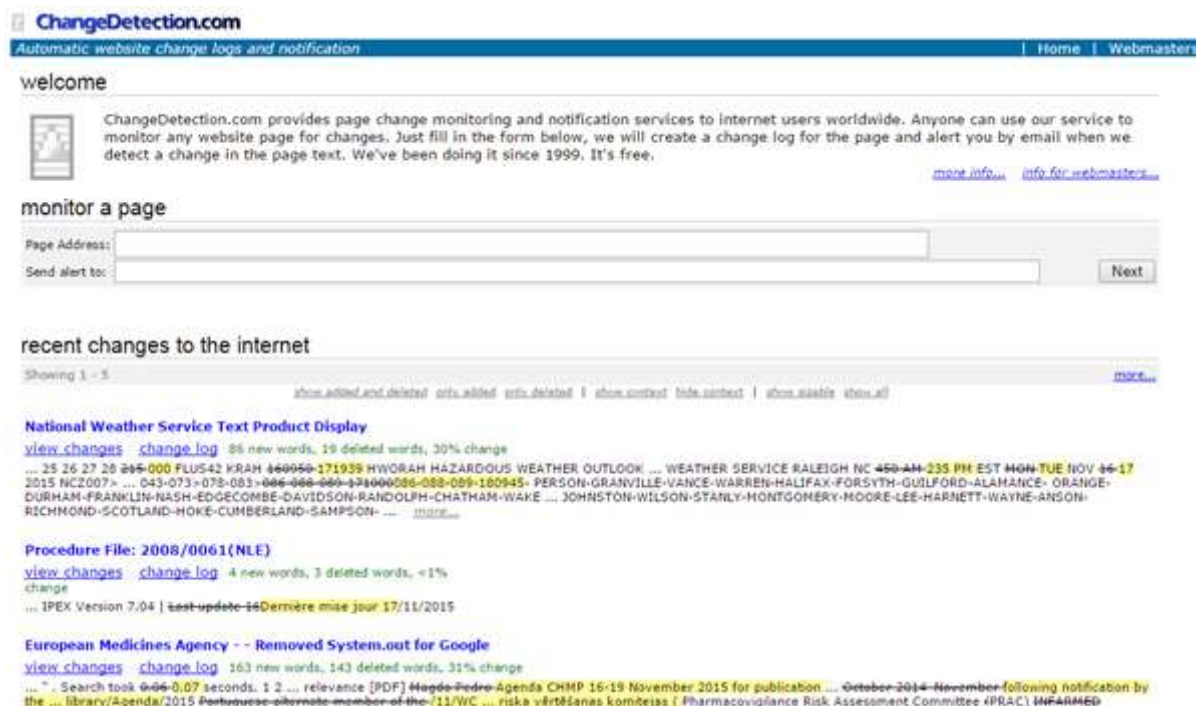 ChangeDetection.com
Automatic website change logs and notification | Home | Webmasters
welcome
ChangeDetection.com provides page change monitoring and notification services to internet users worldwide. Anyone can use our service to
monitor any website page for changes. Just fill in the form below, we will create a change log for the page and alert you by email when we
detect a change in the page text. We've been doing it since 1999. It's free.
more info... info for webmasters...
monitor a page
Page Address:
Send alert to: Next
recent changes to the internet
Showing 1 - 5 more...
show added and deleted only added only deleted | show context hide context | show sizable show all
National Weather Service Text Product Display
view changes change log 86 new words, 19 deleted words, 30% change
... 25 26 27 28 215 000 FLUS42 KRAH 160950 171939 HWORAH HAZARDOUS WEATHER OUTLOOK ... WEATHER SERVICE RALEIGH NC 450 AM 235 PM EST MON TUE NOV 16 17
2015 NCZ007> ... 043-073>078-083>086-088-089-171000086-088-089-180945- PERSON-GRANVILLE-VANCE-WARREN-HALIFAX-FORSYTH-GUILFORD-ALAMANCE- ORANGE-
DURHAM-FRANKLIN-NASH-EDGECOMBE-DAVIDSON-RANDOLPH-CHATHAM-WAKE ... JOHNSTON-WILSON-STANLY-MONTGOMERY-MOORE-LEE-HARNETT-WAYNE-ANSON-
RICHMOND-SCOTLAND-HOKE-CUMBERLAND-SAMPSON- ... more...
Procedure File: 2008/0061(NLE)
view changes change log 4 new words, 3 deleted words, <1%
change
... IPEX Version 7.04 | Last update 16Dernière mise jour 17/11/2015
European Medicines Agency - - Removed System.out for Google
view changes change log 163 new words, 143 deleted words, 31% change
... ". Search took 0.06 0.07 seconds. 1 2 ... relevance [PDF] Magda Pedro Agenda CHMP 16-19 November 2015 for publication ... October 2014 November following notification by
the ... library/Agenda/2015 Portuguese alternate member of the /11/WC ... riska vērtēšanas komitejas ( Pharmacovigilance Risk Assessment Committee (PRAC) INFARMED